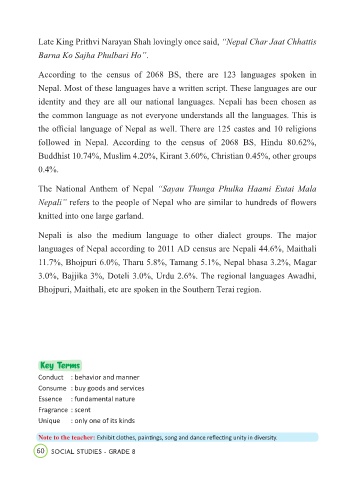 Late King Prithvi Narayan Shah lovingly once said, “Nepal Char Jaat Chhattis
Barna Ko Sajha Phulbari Ho”.
According to the census of 2068 BS, there are 123 languages spoken in
Nepal. Most of these languages have a written script. These languages are our
identity and they are all our national languages. Nepali has been chosen as
the common language as not everyone understands all the languages. This is
the official language of Nepal as well. There are 125 castes and 10 religions
followed in Nepal. According to the census of 2068 BS, Hindu 80.62%,
Buddhist 10.74%, Muslim 4.20%, Kirant 3.60%, Christian 0.45%, other groups
0.4%.
The National Anthem of Nepal “Sayau Thunga Phulka Haami Eutai Mala
Nepali” refers to the people of Nepal who are similar to hundreds of flowers
knitted into one large garland.
Nepali is also the medium language to other dialect groups. The major
languages of Nepal according to 2011 AD census are Nepali 44.6%, Maithali
11.7%, Bhojpuri 6.0%, Tharu 5.8%, Tamang 5.1%, Nepal bhasa 3.2%, Magar
3.0%, Bajjika 3%, Doteli 3.0%, Urdu 2.6%. The regional languages Awadhi,
Bhojpuri, Maithali, etc are spoken in the Southern Terai region.
Key Terms
Conduct : behavior and manner
Consume : buy goods and services
Essence : fundamental nature
Fragrance : scent
Unique : only one of its kinds
Note to the teacher: Exhibit clothes, paintings, song and dance reflecting unity in diversity.
60 SOCIAL STUDIES - GRADE 8